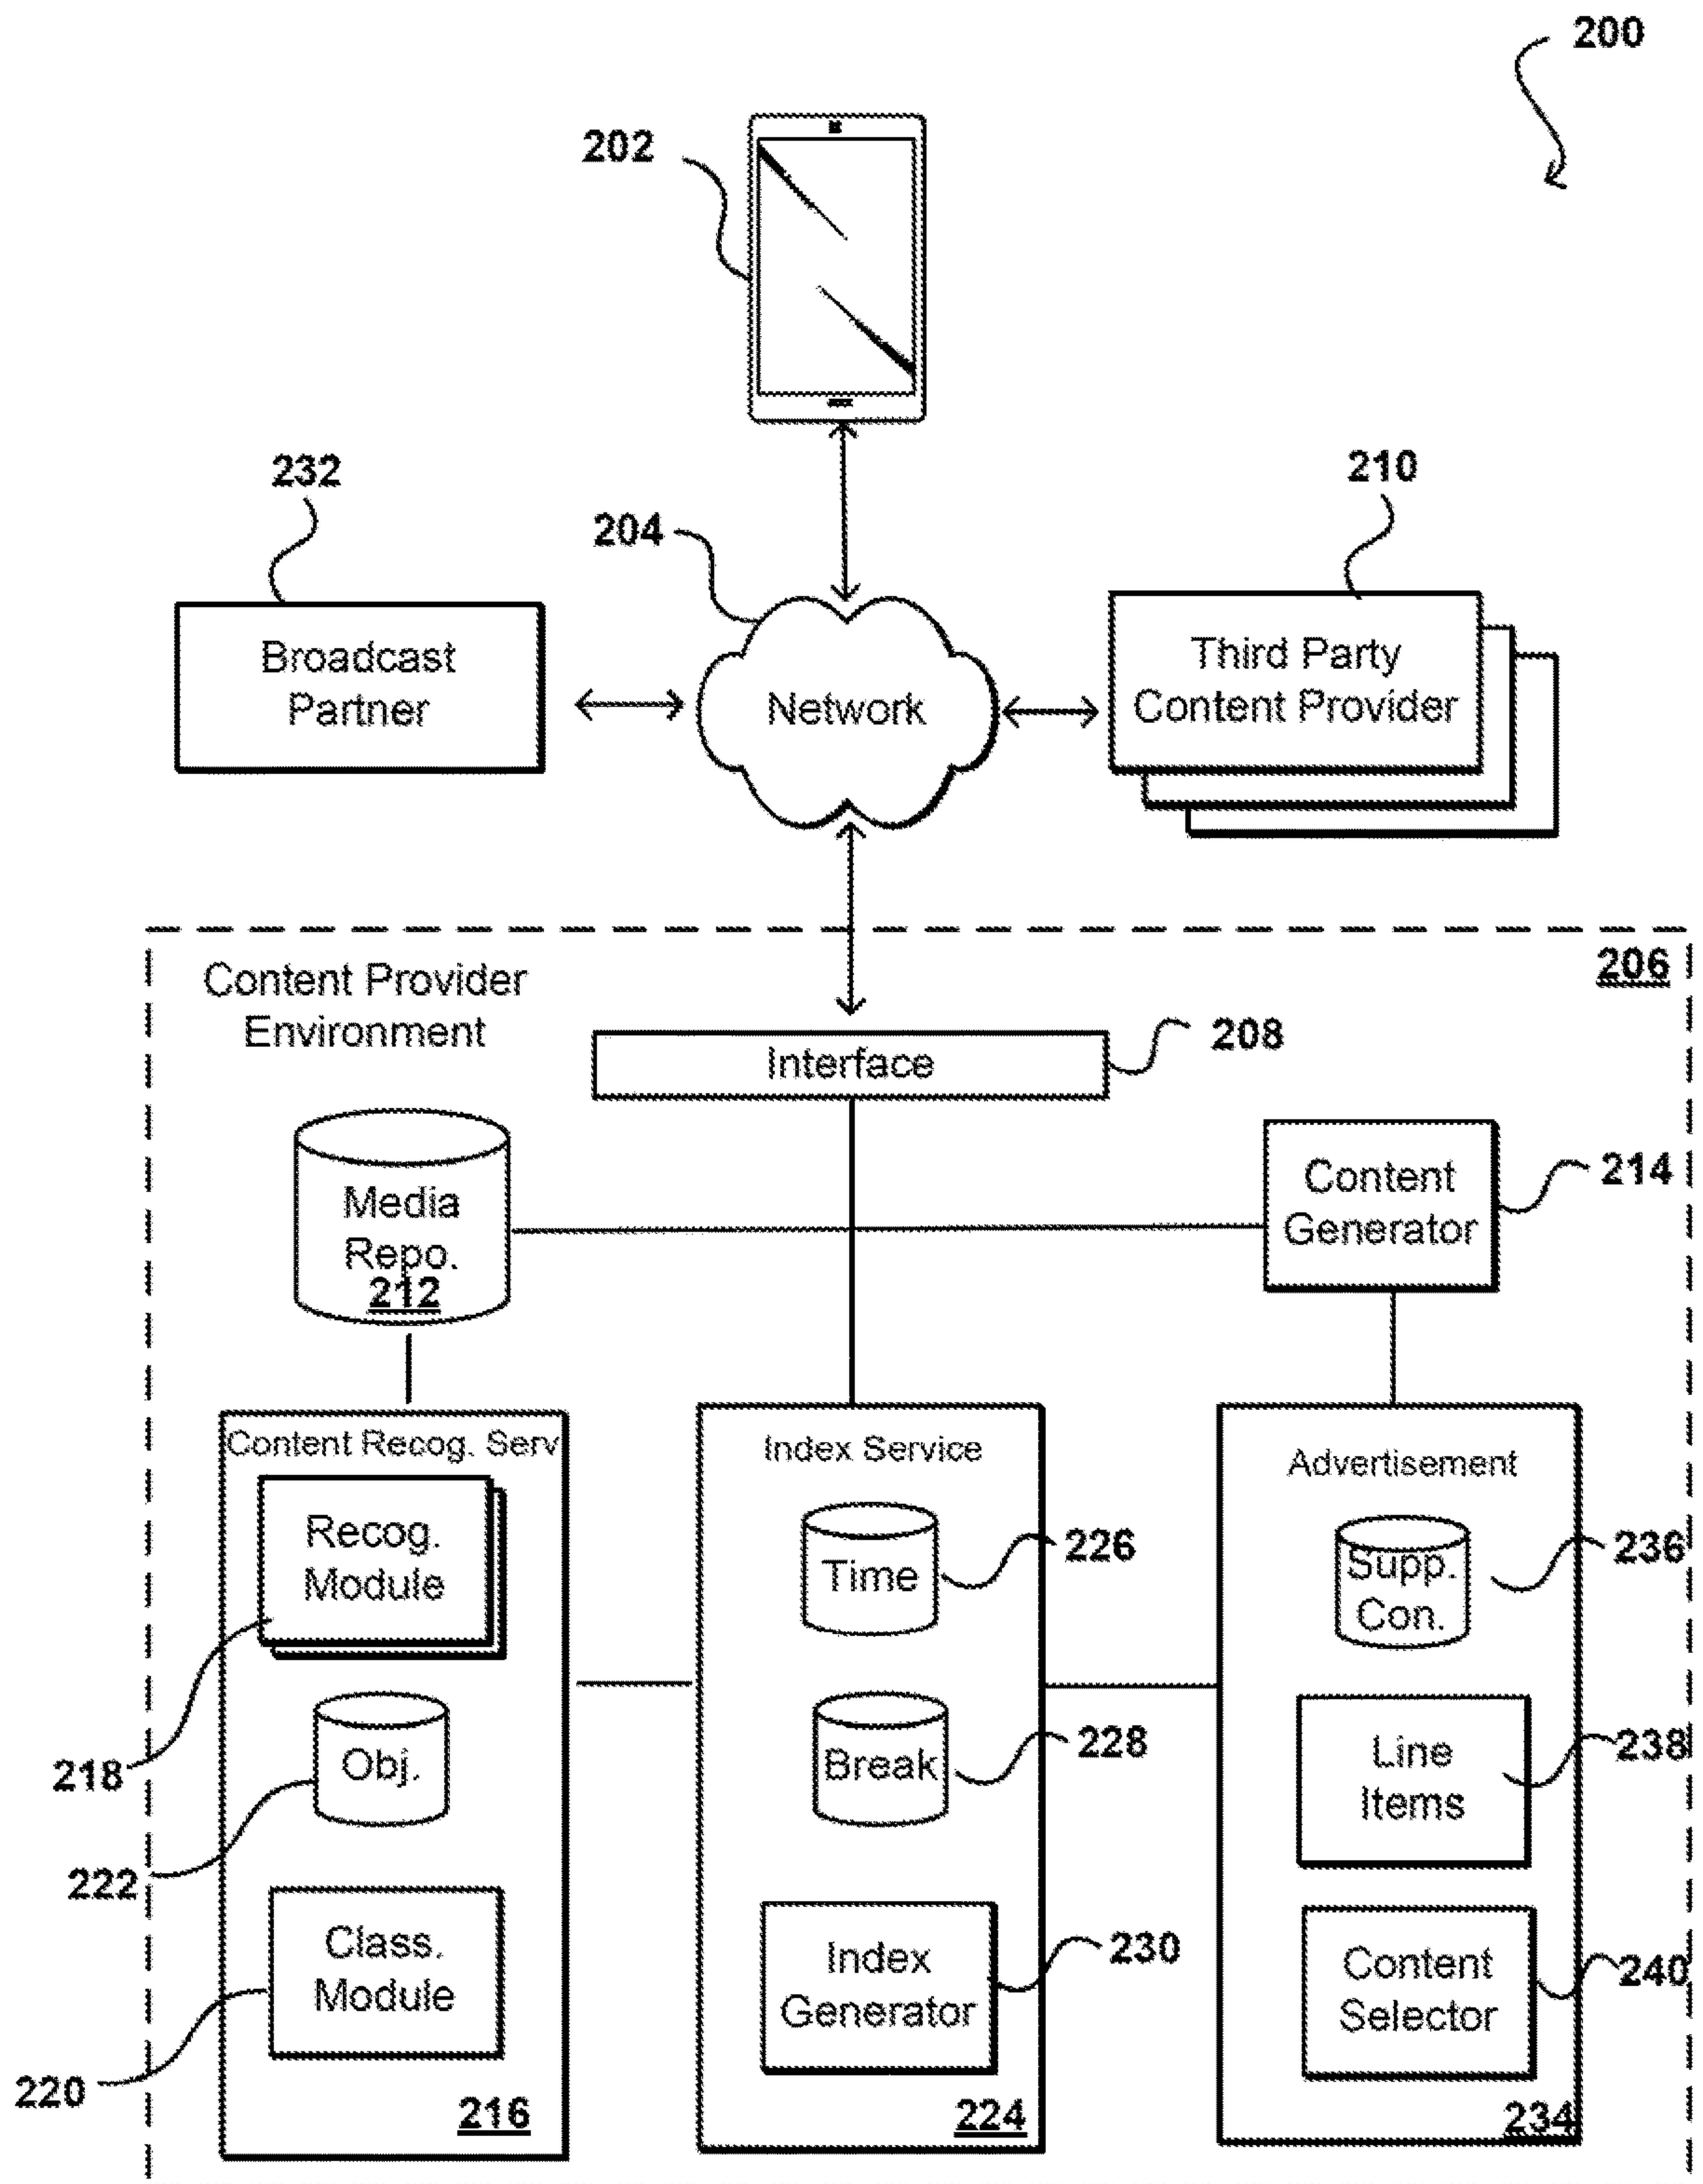 200
202
232
210
204
Broadcast
Partner
Network
Third Party
Content Provider
Content Provider
Environment
206
Interface
208
Media
Repo.
212
Content
Generator
214
Content Recog. Serv
Index Service
Advertisement
Recog.
Module
218
Time
226
Supp.
Con.
236
Obj.
222
Break
228
Line
Items
238
Class.
Module
220
Index
Generator
230
Content
Selector
240
216
224
234